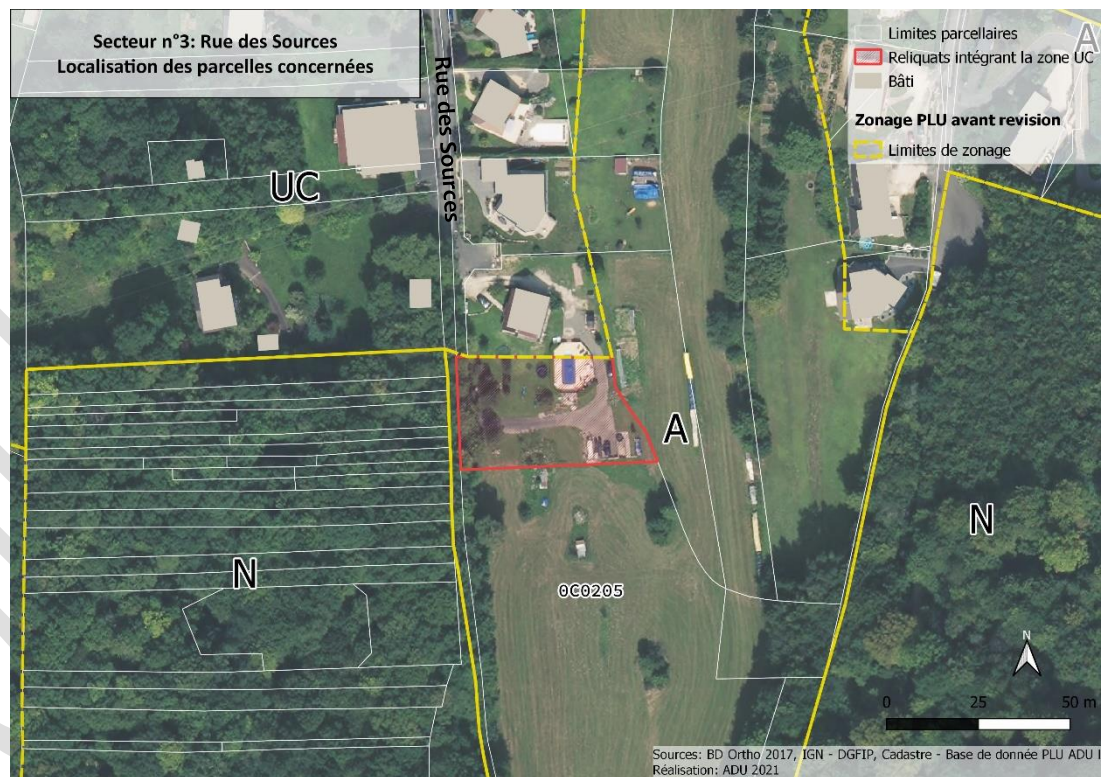 Secteur n°3: Rue des Sources
Localisation des parcelles concernées
Limites parcellaires
Reliquats intégrant la zone UC
Bâti
Zonage PLU avant revision
Limites de zonage
A
Rue des Sources
UC
A
N
N
0C0205
N
0 25 50 m
Sources: BD Ortho 2017, IGN - DGFIP, Cadastre - Base de donnée PLU ADU
Réalisation: ADU 2021